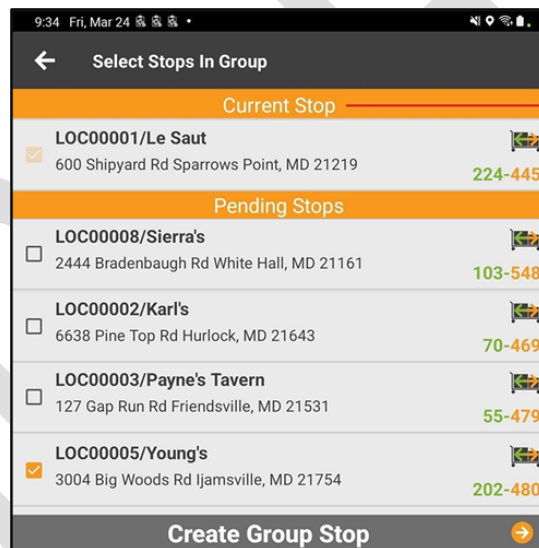 9:34 Fri, Mar 24
Select Stops In Group
Current Stop
LOC00001/Le Saut
600 Shipyard Rd Sparrows Point, MD 21219
224-445
Pending Stops
LOC00008/Sierra's
2444 Bradenbaugh Rd White Hall, MD 21161
103-548
LOC00002/Karl's
6638 Pine Top Rd Hurlock, MD 21643
70-469
LOC00003/Payne's Tavern
127 Gap Run Rd Friendsville, MD 21531
55-479
LOC00005/Young's
3004 Big Woods Rd Ijamsville, MD 21754
202-480
Create Group Stop